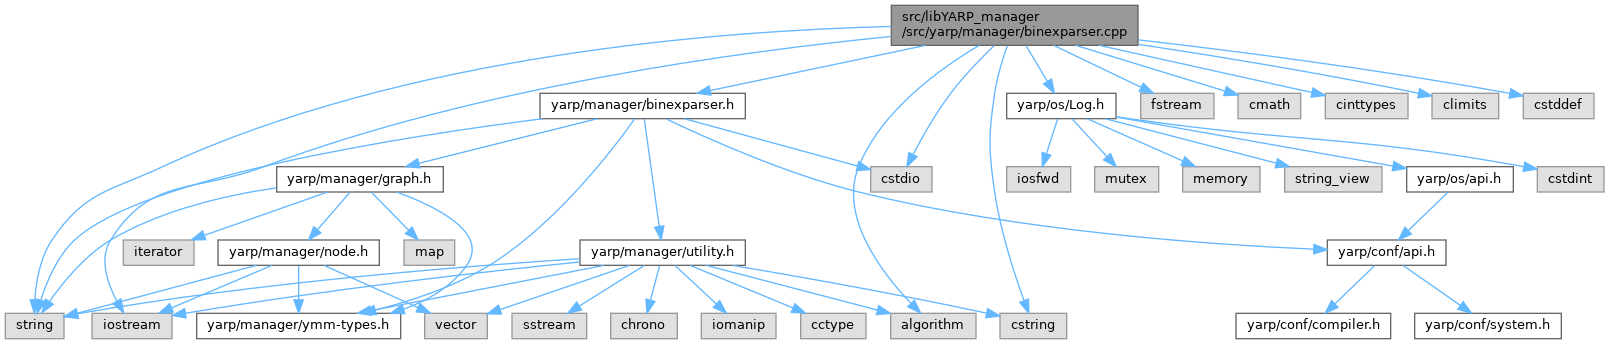 src/libYARP_manager
/src/yarp/manager/binexparser.cpp
yarp/manager/binexparser.h
yarp/os/Log.h
fstream
cmath
cinttypes
climits
cstddef
yarp/manager/graph.h
cstdio
iosfwd
mutex
memory
string_view
yarp/os/api.h
cstdint
iterator
yarp/manager/node.h
map
yarp/manager/utility.h
yarp/conf/api.h
string
iostream
yarp/manager/ymm-types.h
vector
sstream
chrono
iomanip
cctype
algorithm
cstring
yarp/conf/compiler.h
yarp/conf/system.h